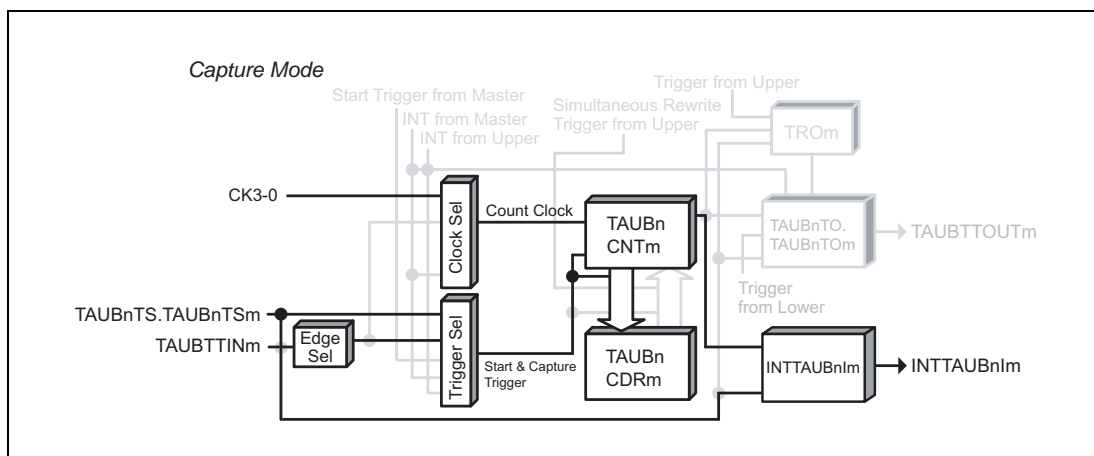 Capture Mode
Trigger from Upper
Start Trigger from Master
Simultaneous Rewrite
Trigger from Upper
INT from Master
INT from Upper
TROm
CK3-0
Clock Sel
Count Clock
TAUBn
CNTm
TAUBnTO.
TAUBnTOm
TAUBTTOUTm
Trigger
from Lower
TAUBnTS.TAUBnTSm
TAUBTTINm
Edge
Sel
Trigger Sel
Start & Capture
Trigger
TAUBn
CDRm
INTTAUBnIm
INTTAUBnIm